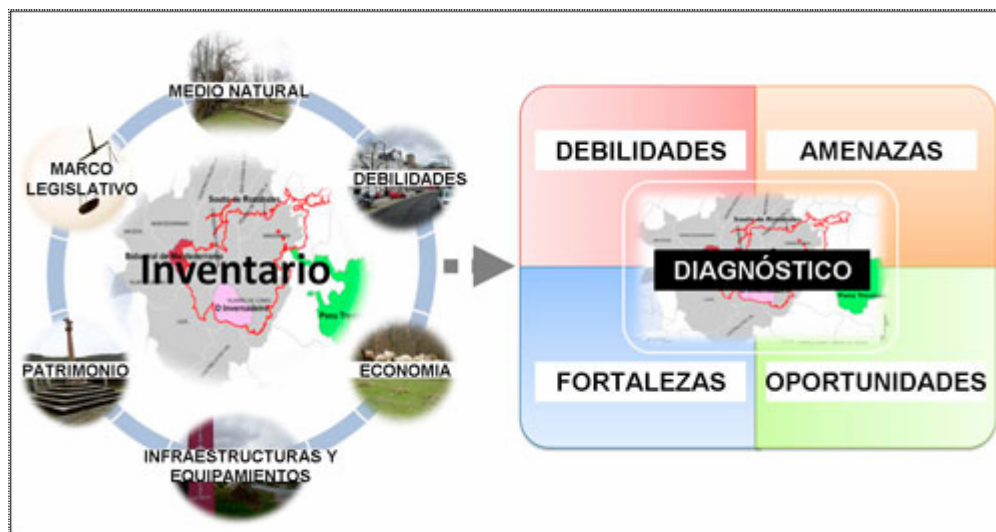 MEDIO NATURAL
MARCO
LEGISLATIVO
DEBILIDADES
Inventario
PATRIMONIO
ECONOMIA
INFRAESTRUCTURAS Y
EQUIPAMIENTOS
DEBILIDADES
AMENAZAS
DIAGNÓSTICO
FORTALEZAS
OPORTUNIDADES